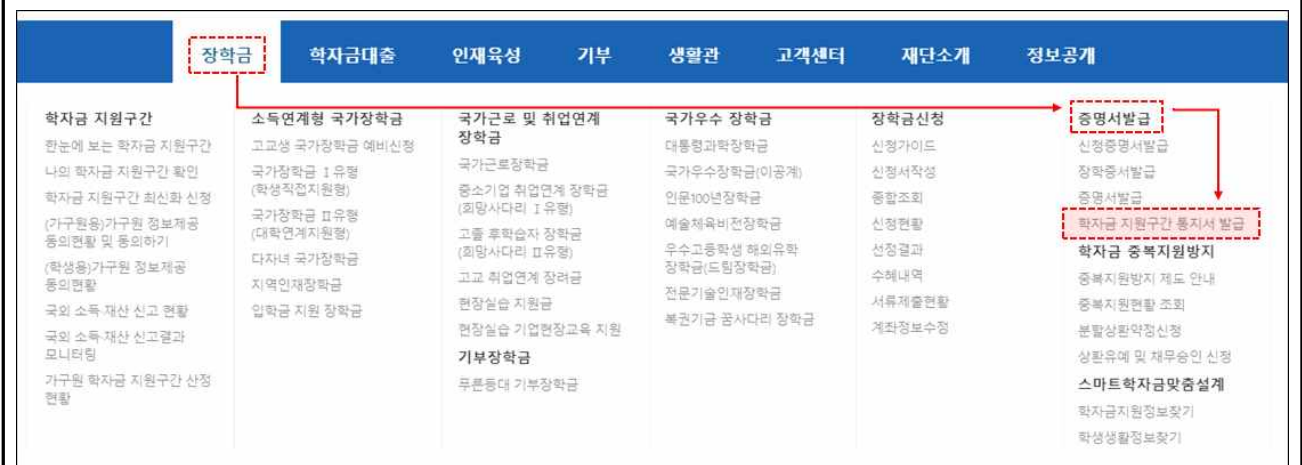 장학금 학자금대출 인재육성 기부 생활관 고객센터 재단소개 정보공개
학자금 지원구간
한눈에 보는 학자금 지원구간
나의 학자금 지원구간 확인
학자금 지원구간 최신화 신청
(가구원용)가구원 정보제공
동의현황 및 동의하기
(학생용)가구원 정보제공
동의현황
국외 소득·재산 신고 현황
국외 소득·재산 신고결과
모니터링
가구원 학자금 지원구간 산정
현황
소득연계형 국가장학금
고교생 국가장학금 예비신청
국가장학금 I 유형
(학생직접지원형)
국가장학금 II유형
(대학연계지원형)
다자녀 국가장학금
지역인재장학금
입학금 지원 장학금
국가근로 및 취업연계
장학금
국가근로장학금
중소기업 취업연계 장학금
(희망사다리 I 유형)
고졸 후학습자 장학금
(희망사다리 II유형)
고교 취업연계 장려금
현장실습 지원금
현장실습 기업현장교육 지원
기부장학금
푸른등대 기부장학금
국가우수 장학금
대통령과학장학금
국가우수장학금(이공계)
인문100년장학금
예술체육비전장학금
우수고등학생 해외유학
장학금(드림장학금)
전문기술인재장학금
복권기금 꿈사다리 장학금
장학금신청
신청가이드
신청서작성
종합조회
신청현황
선정결과
수혜내역
서류제출현황
계좌정보수정
증명서발급
신청증명서발급
장학증서발급
증명서발급
학자금 지원구간 통지서 발급
학자금 중복지원방지
중복지원방지 제도 안내
중복지원현황 조회
분할상환약정신청
상환유예 및 채무승인 신청
스마트학자금맞춤설계
학자금지원정보찾기
학생생활정보찾기